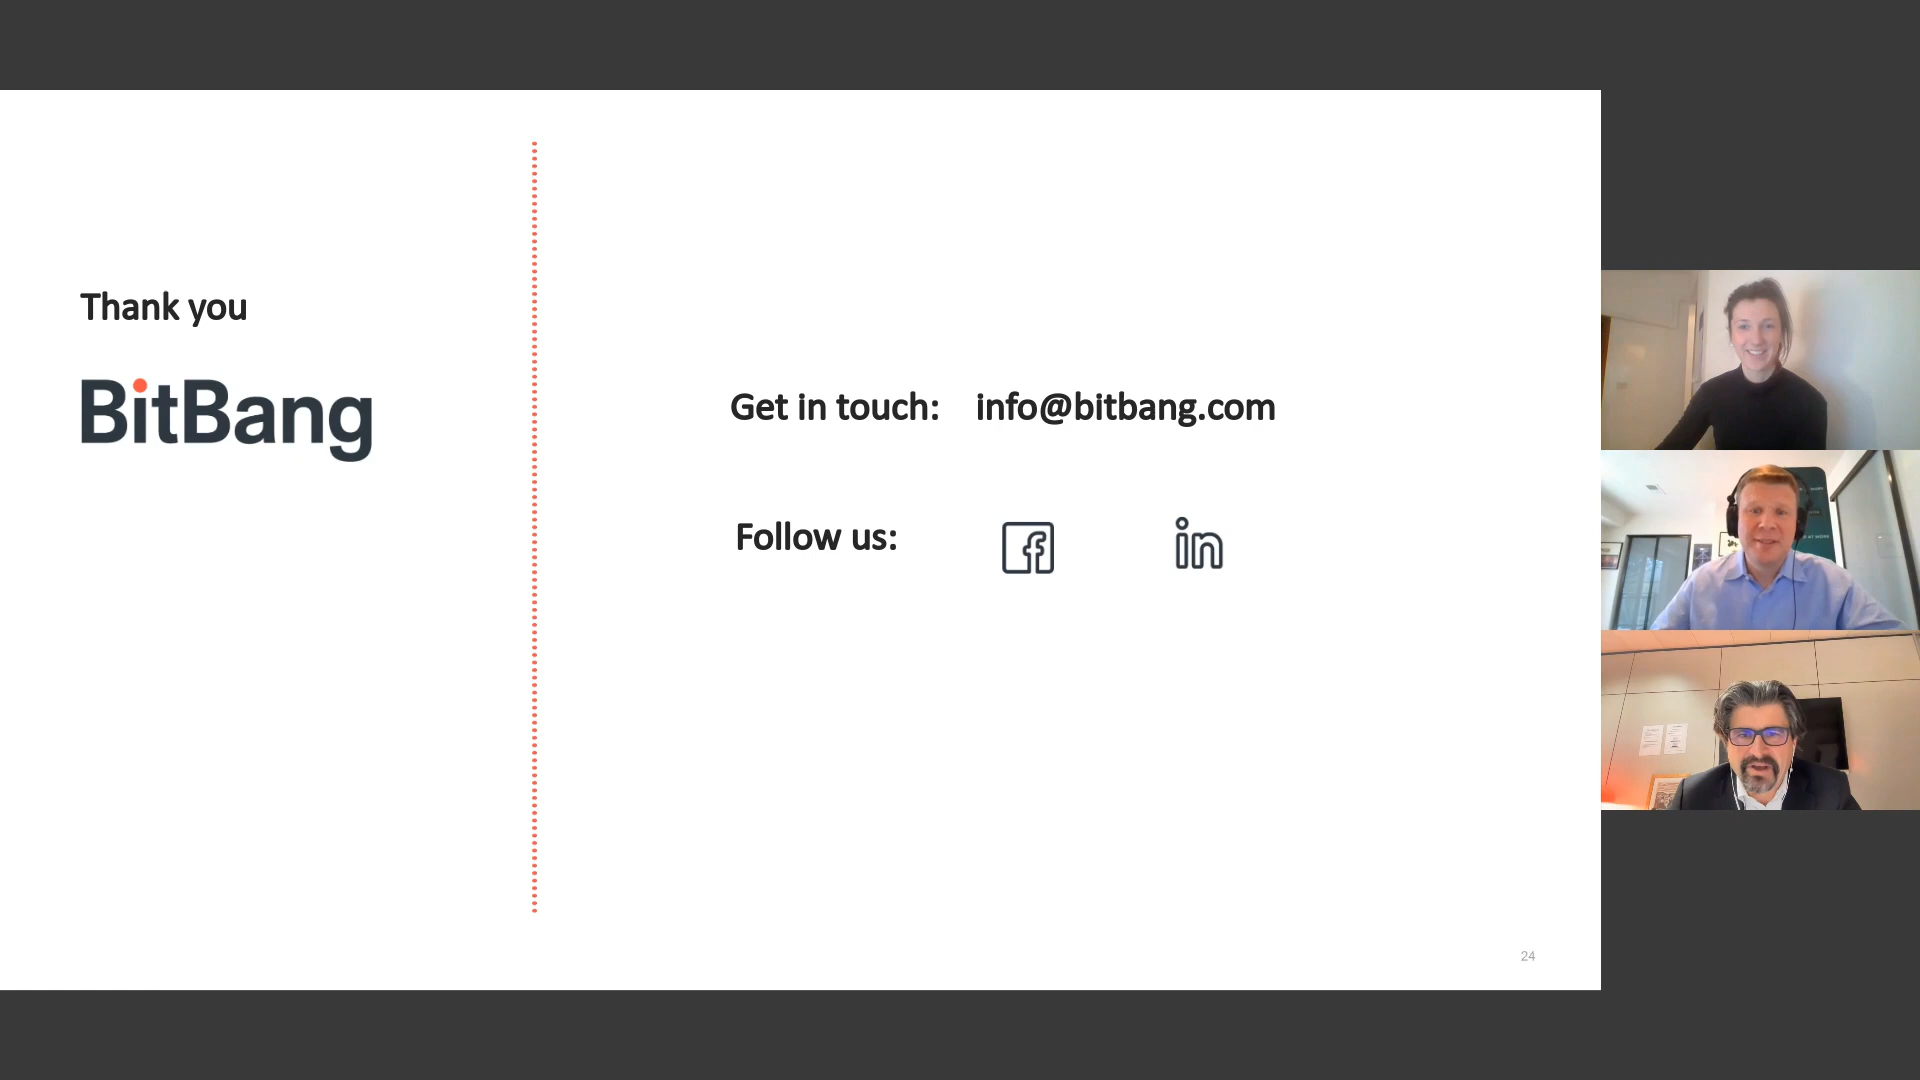 Thank you
BitBang
Get in touch: info@bitbang.com
Follow us:
24